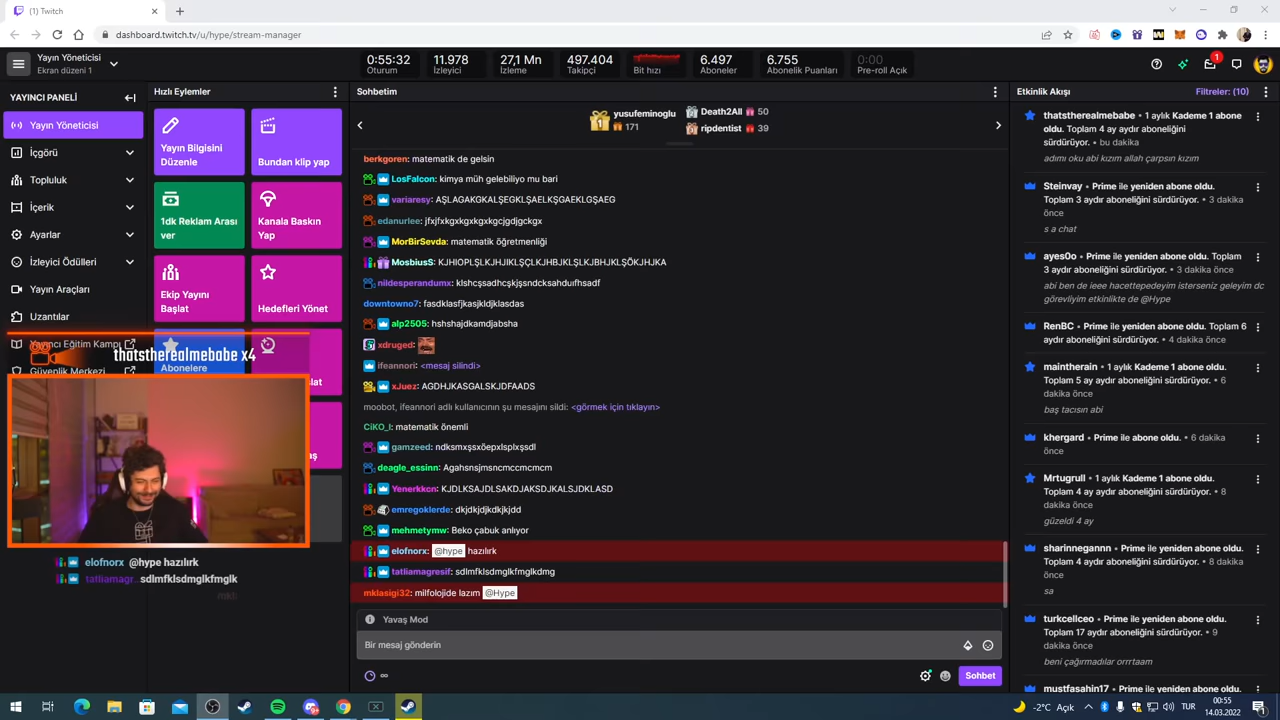 (1) Twitch
dashboard.twitch.tv/u/hype/stream-manager
Yayın Yöneticisi
Ekran düzeni 1
0:55:32
Oturum
11.978
İzleyici
27,1 Mn
İzleme
497.404
Takipçi
Bit hızı
6.497
Aboneler
6.755
Abonelik Puanları
0:00
Pre-roll Açık
1
YAYINCI PANELİ
Yayın Yöneticisi
İçgörü
Topluluk
İçerik
Ayarlar
İzleyici Ödülleri
Yayın Araçları
Uzantılar
Yayıncı Eğitim Kampı
Güvenlik Merkezi
Hızlı Eylemler
Yayın Bilgisini
Düzenle
Bundan klip yap
1dk Reklam Arası
ver
Kanala Baskın
Yap
Ekip Yayını
Başlat
Hedefleri Yönet
Abonelere
thatstherealmebabe x4
elofnorx @hype hazılırk
tatliamagr.. sdlmfklsdmglkfmglk
Sohbetim
yusufeminoglu
171
Death2All 50
ripdentist 39
berkgoren: matematik de gelsin
LosFalcon: kimya müh gelebiliyo mu bari
variaresy: AŞLAGAKGKALŞEGKLŞAELKŞGAEKLGŞAEG
edanurlee: jfxjfxkgxkgxkgxkgcjgdjgckgx
MorBirSevda: matematik öğretmenliği
MosbiusS: KJHIOPLŞLKJHJIKLŞÇLKJHBJKLŞLKJBHJKLŞÖKJHJKA
nildesperandumx: klshçsşadhcşkjşsndcksahduıfhsadf
downtowno7: fasdklasfjkasjkldjklasdas
alp2505: hshshajdkamdjabsha
xdruged:
ifeannori: <mesaj silindi>
xJuez: AGDHJKASGALSKJDFAADS
moobot, ifeannori adlı kullanıcının şu mesajını sildi: <görmek için tıklayın>
CiKO_I: matematik önemli
gamzeed: ndksmxşsxöepxlsplxşsdl
deagle_essinn: Agahsnsjmsncmccmcmcm
Yenerkkcn: KJDLKSAJDLSAKDJAKSDJKALSJDKLASD
emregoklerde: dkjdkjdkjdkjkjdd
mehmetymw: Beko çabuk anlıyor
elofnorx: @hype hazılırk
tatliamagresif: sdlmfklsdmglkfmglkdmg
mklasigi32: milfolojide lazım @Hype
Yavaş Mod
Bir mesaj gönderin
Sohbet
Etkinlik Akışı
Filtreler: (10)
thatstherealmebabe • 1 aylık Kademe 1 abone
oldu. Toplam 4 ay aydır aboneliğini
sürdürüyor. • bu dakika
adımı oku abi kızım allah çarpsın kızım
Steinvay • Prime ile yeniden abone oldu.
Toplam 3 aydır aboneliğini sürdürüyor. • 3 dakika
önce
s a chat
ayes0o • Prime ile yeniden abone oldu. Toplam
3 aydır aboneliğini sürdürüyor. • 3 dakika önce
abi ben de ieee hacettepedeyim isterseniz geleyim dc
görevliyim etkinlikte de @Hype
RenBC • Prime ile yeniden abone oldu. Toplam 6
aydır aboneliğini sürdürüyor. • 4 dakika önce
maintherain • 1 aylık Kademe 1 abone oldu.
Toplam 5 ay aydır aboneliğini sürdürüyor. • 6
dakika önce
baş tacısın abi
khergard • Prime ile abone oldu. • 6 dakika
önce
Mrtugrull • 1 aylık Kademe 1 abone oldu.
Toplam 4 ay aydır aboneliğini sürdürüyor. • 8
dakika önce
güzeldi 4 ay
sharinnegannn • Prime ile yeniden abone oldu.
Toplam 4 aydır aboneliğini sürdürüyor. • 8 dakika
önce
sa
turkcellceo • Prime ile yeniden abone oldu.
Toplam 17 aydır aboneliğini sürdürüyor. • 9
dakika önce
beni çağırmadılar orrrtaam
mustfasahin17 • Prime ile yeniden abone
-2°C Açık
TUR
00:55
14.03.2022
1